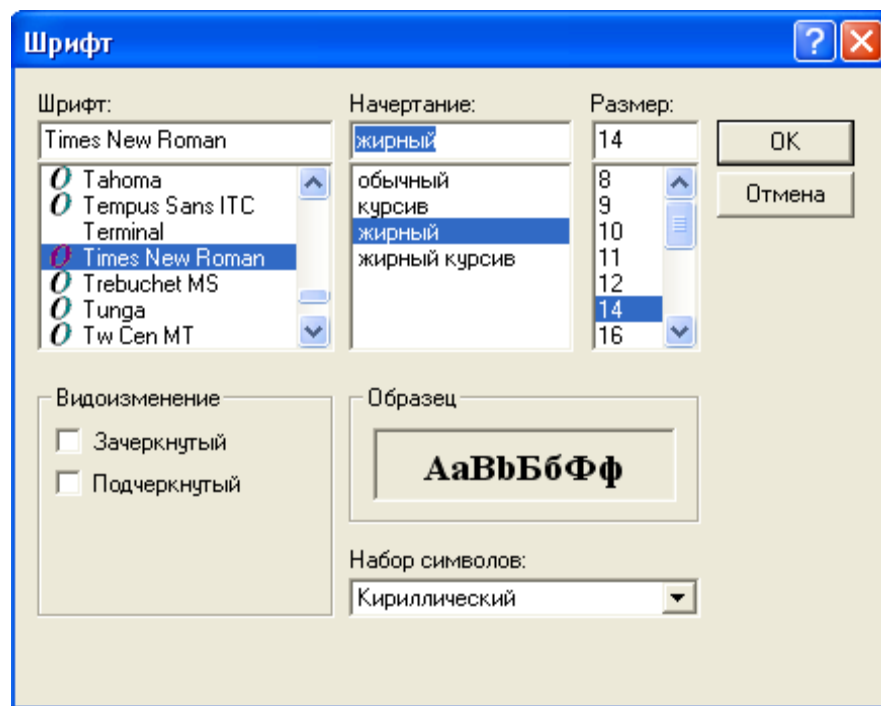 Шрифт
Шрифт:
Times New Roman
Tahoma
Tempus Sans ITC
Terminal
Times New Roman
Trebuchet MS
Tunga
Tw Cen MT
Начертание:
жирный
обычный
курсив
жирный
жирный курсив
Размер:
14
8
9
10
11
12
14
16
OK
Отмена
Видоизменение
Зачеркнутый
Подчеркнутый
Образец
АаBbБбФф
Набор символов:
Кириллический